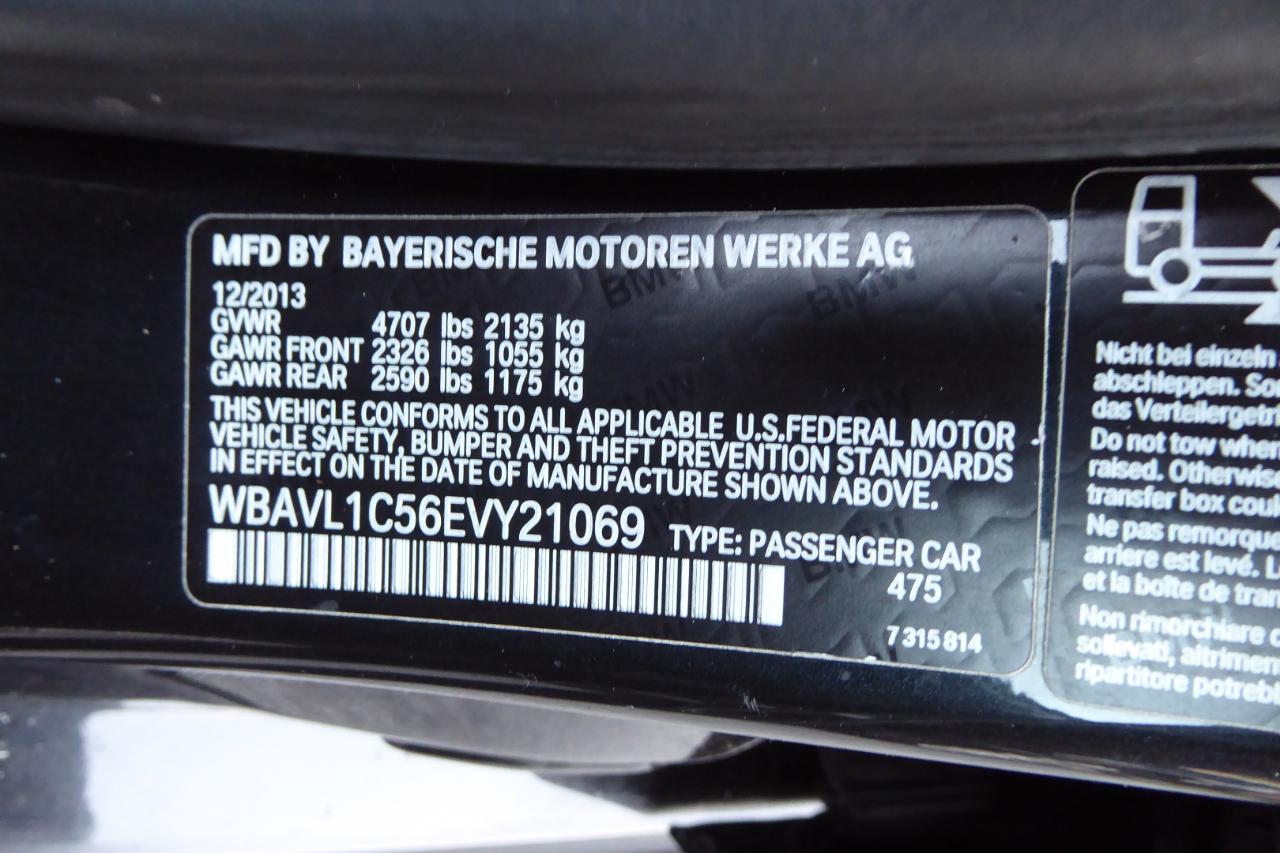 MFD BY BAYERISCHE MOTOREN WERKE AG
12/2013
GVWR 4707 lbs 2135 kg
GAWR FRONT 2326 lbs 1055 kg
GAWR REAR 2590 lbs 1175 kg
THIS VEHICLE CONFORMS TO ALL APPLICABLE U.S.FEDERAL MOTOR
VEHICLE SAFETY, BUMPER AND THEFT PREVENTION STANDARDS
IN EFFECT ON THE DATE OF MANUFACTURE SHOWN ABOVE.
WBAVL1C56EVY21069 TYPE: PASSENGER CAR
475
7 315 814
BMW
BMW
BMW
Nicht bei einzeln
abschleppen.
das
Do not tow when
raised. Otherwise
transfer box
Ne pas remorque
arriere est levé.
et la boîte de
Non rimorchiare
sollevati,
ripartitore